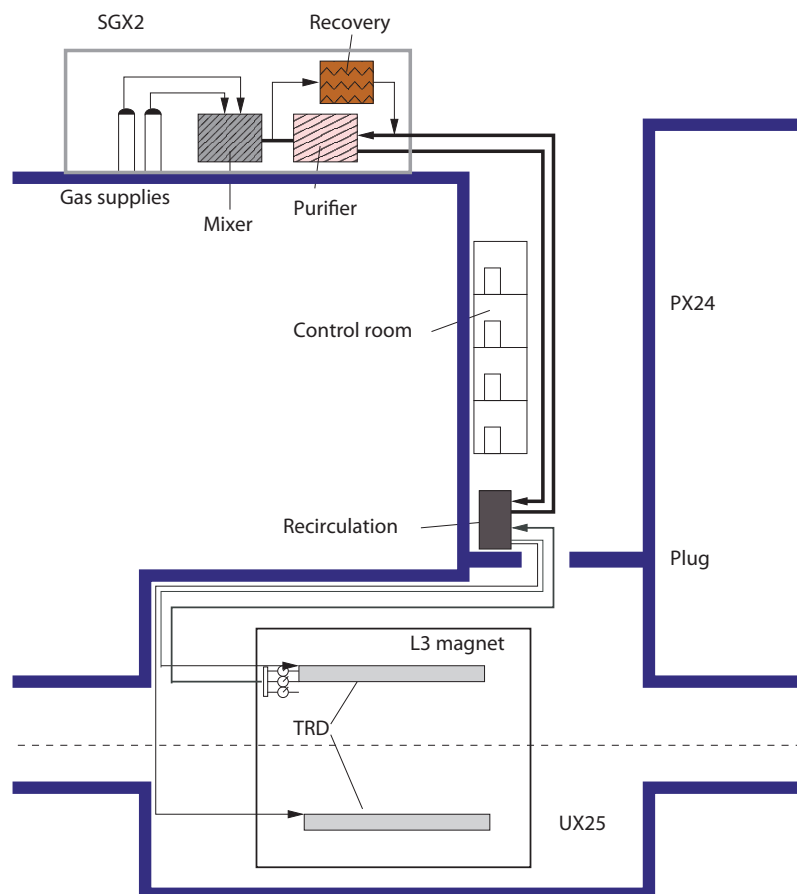 SGX2
Recovery
Gas supplies
Mixer
Purifier
Control room
PX24
Recirculation
Plug
L3 magnet
TRD
UX25